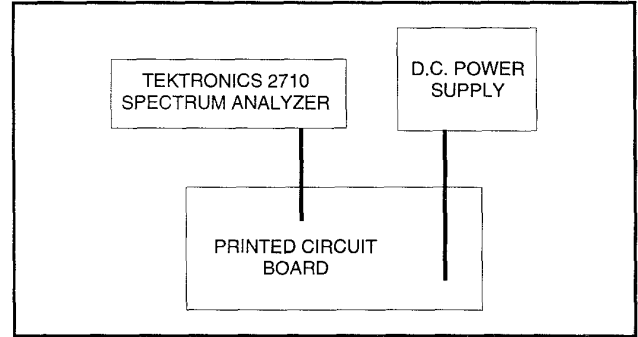 TEKTRONICS 2710
SPECTRUM ANALYZER
D.C. POWER
SUPPLY
PRINTED CIRCUIT
BOARD